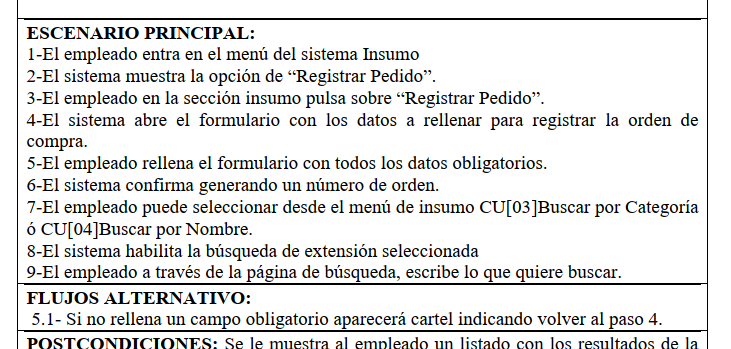 ESCENARIO PRINCIPAL:
1-El empleado entra en el menú del sistema Insumo
2-El sistema muestra la opción de “Registrar Pedido”.
3-El empleado en la sección insumo pulsa sobre “Registrar Pedido”.
4-El sistema abre el formulario con los datos a rellenar para registrar la orden de
compra.
5-El empleado rellena el formulario con todos los datos obligatorios.
6-El sistema confirma generando un número de orden.
7-El empleado puede seleccionar desde el menú de insumo CU[03]Buscar por Categoría
ó CU[04]Buscar por Nombre.
8-El sistema habilita la búsqueda de extensión seleccionada
9-El empleado a través de la página de búsqueda, escribe lo que quiere buscar.
FLUJOS ALTERNATIVO:
5.1- Si no rellena un campo obligatorio aparecerá cartel indicando volver al paso 4.
POSTCONDICIONES: Se le muestra al empleado un listado con los resultados de la